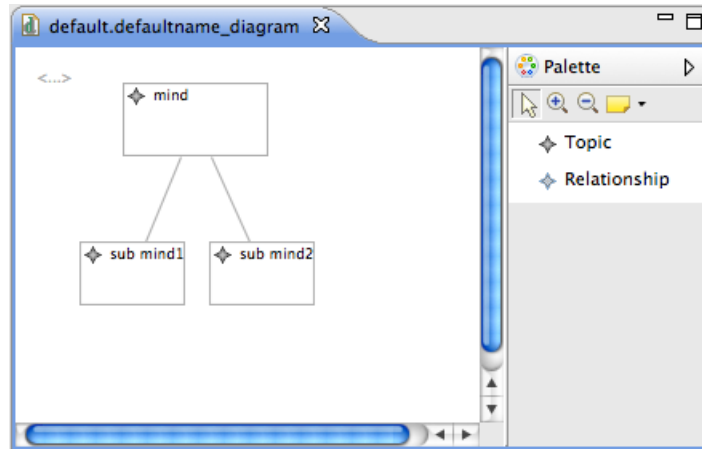 default.defaultname_diagram
<...>
mind
sub mind1
sub mind2
Palette
Topic
Relationship